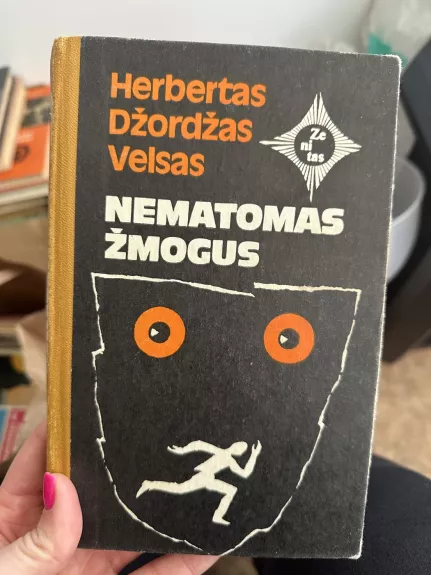 Herbertas
Džordžas
Velsas
Ze
ni
tas
NEMATOMAS
ŽMOGUS